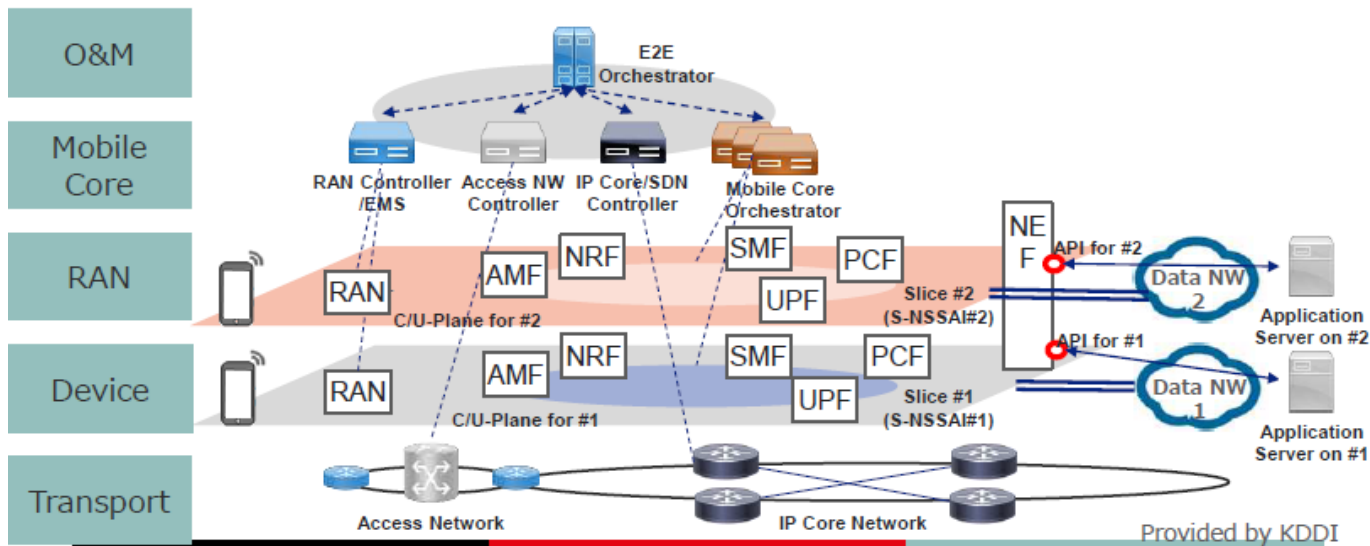 O&M
E2E
Orchestrator
Mobile
Core
RAN Controller
/EMS
Access NW
Controller
IP Core/SDN
Controller
Mobile Core
Orchestrator
RAN
RAN
AMF
NRF
SMF
UPF
PCF
NE
F
C/U-Plane for #2
Slice #2
(S-NSSAI#2)
API for #2
Data NW
2
Application
Server on #2
Device
RAN
AMF
NRF
SMF
UPF
PCF
C/U-Plane for #1
Slice #1
(S-NSSAI#1)
API for #1
Data NW
1
Application
Server on #1
Transport
Access Network
IP Core Network
Provided by KDDI